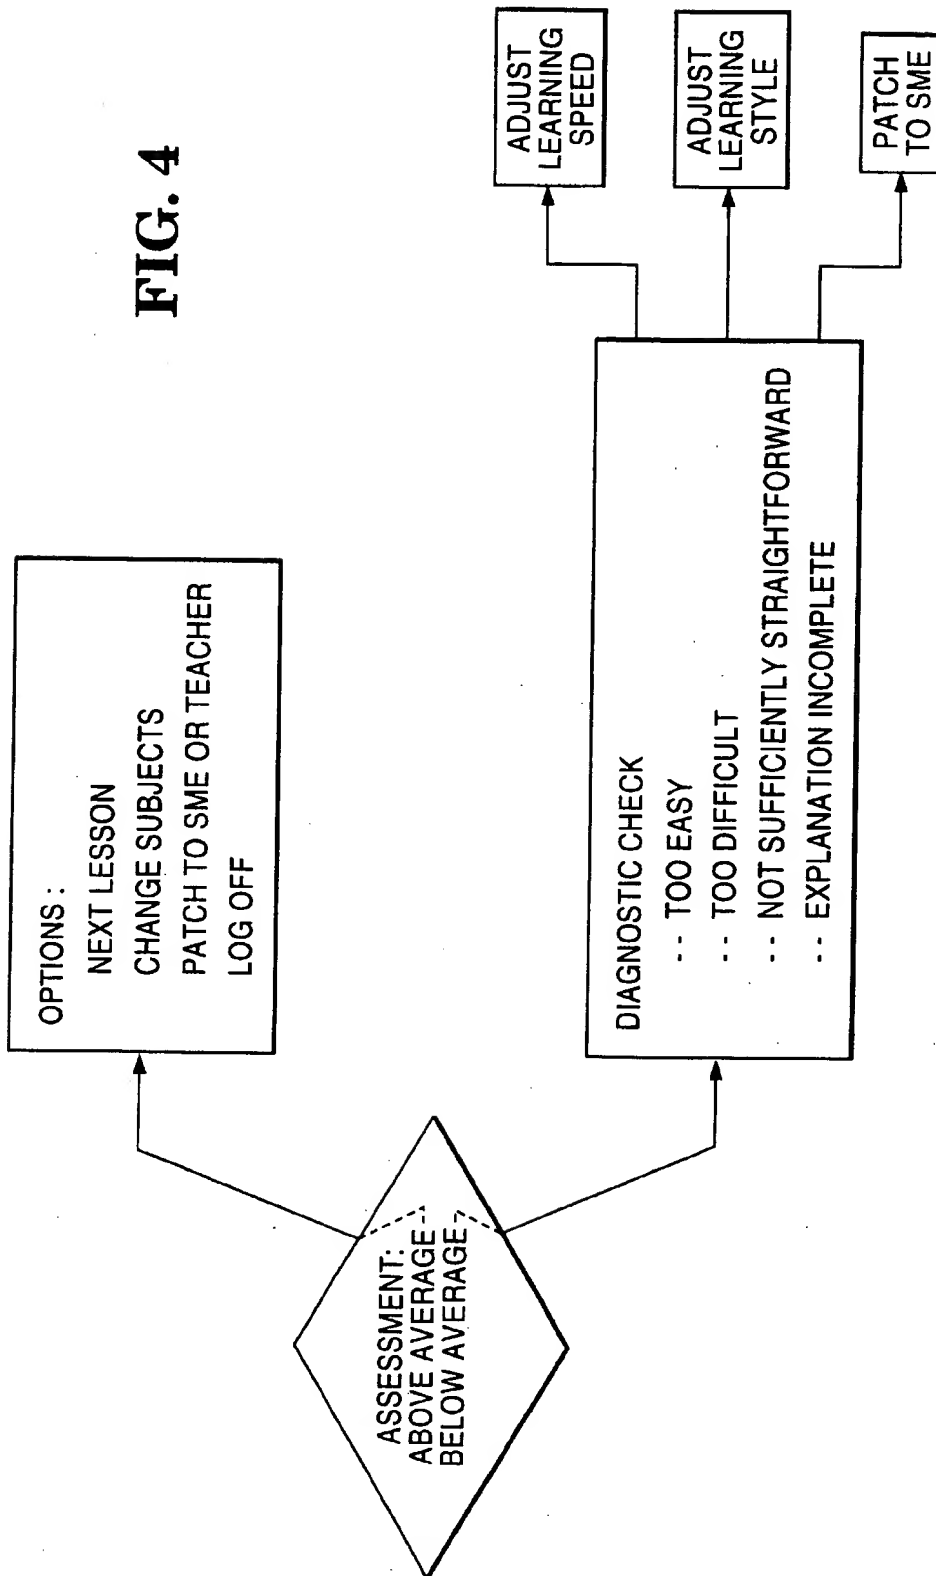 FIG. 4
ASSESSMENT:
ABOVE AVERAGE
BELOW AVERAGE
OPTIONS :
NEXT LESSON
CHANGE SUBJECTS
PATCH TO SME OR TEACHER
LOG OFF
DIAGNOSTIC CHECK
-- TOO EASY
-- TOO DIFFICULT
-- NOT SUFFICIENTLY STRAIGHTFORWARD
-- EXPLANATION INCOMPLETE
ADJUST
LEARNING
SPEED
ADJUST
LEARNING
STYLE
PATCH
TO SME